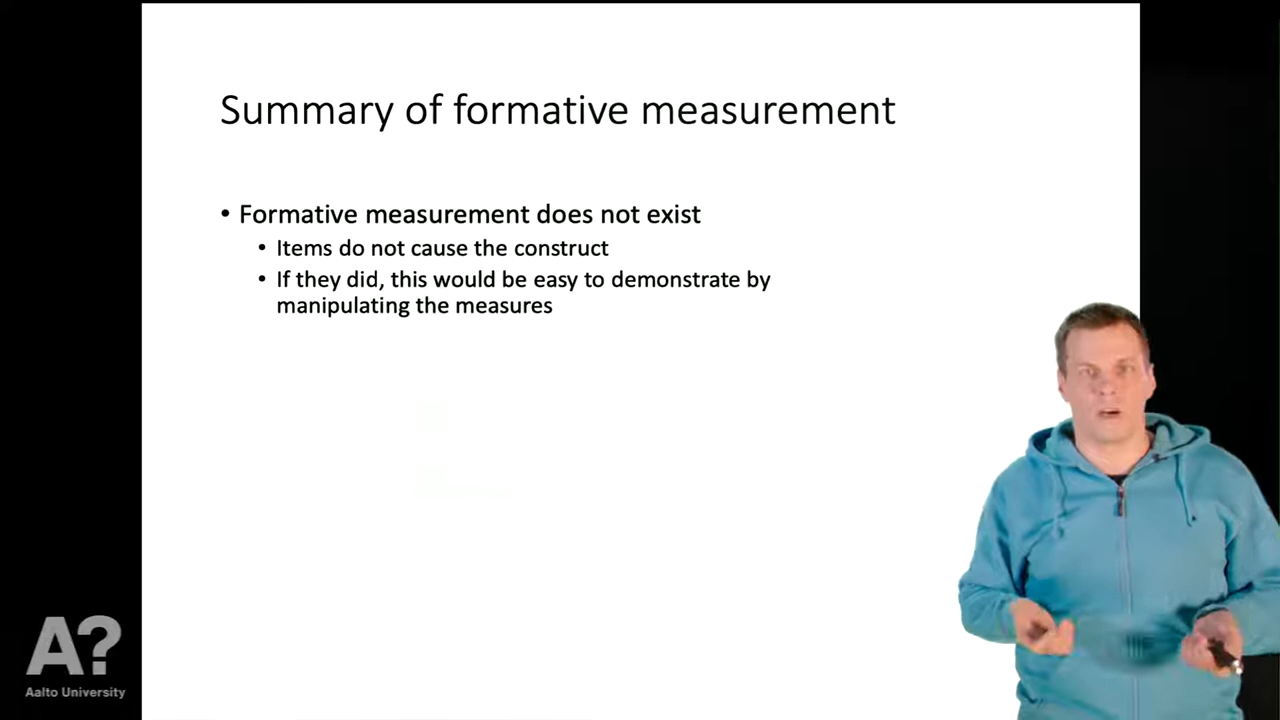 Summary of formative measurement
• Formative measurement does not exist
• Items do not cause the construct
• If they did, this would be easy to demonstrate by
manipulating the measures
A?
Aalto University